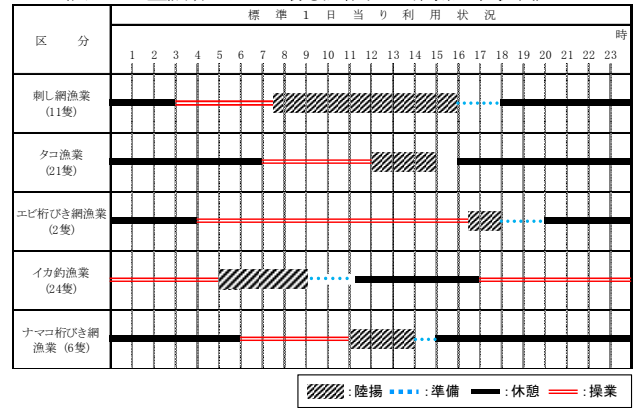 標準1日当り利用状況
区分
時
1 2 3 4 5 6 7 8 9 10 11 12 13 14 15 16 17 18 19 20 21 22 23
刺し網漁業
(11隻)
タコ漁業
(21隻)
エビ桁びき網漁業
(2隻)
イカ釣漁業
(24隻)
ナマコ桁びき網
漁業 (6隻)
:陸揚 :準備 :休憩 :操業